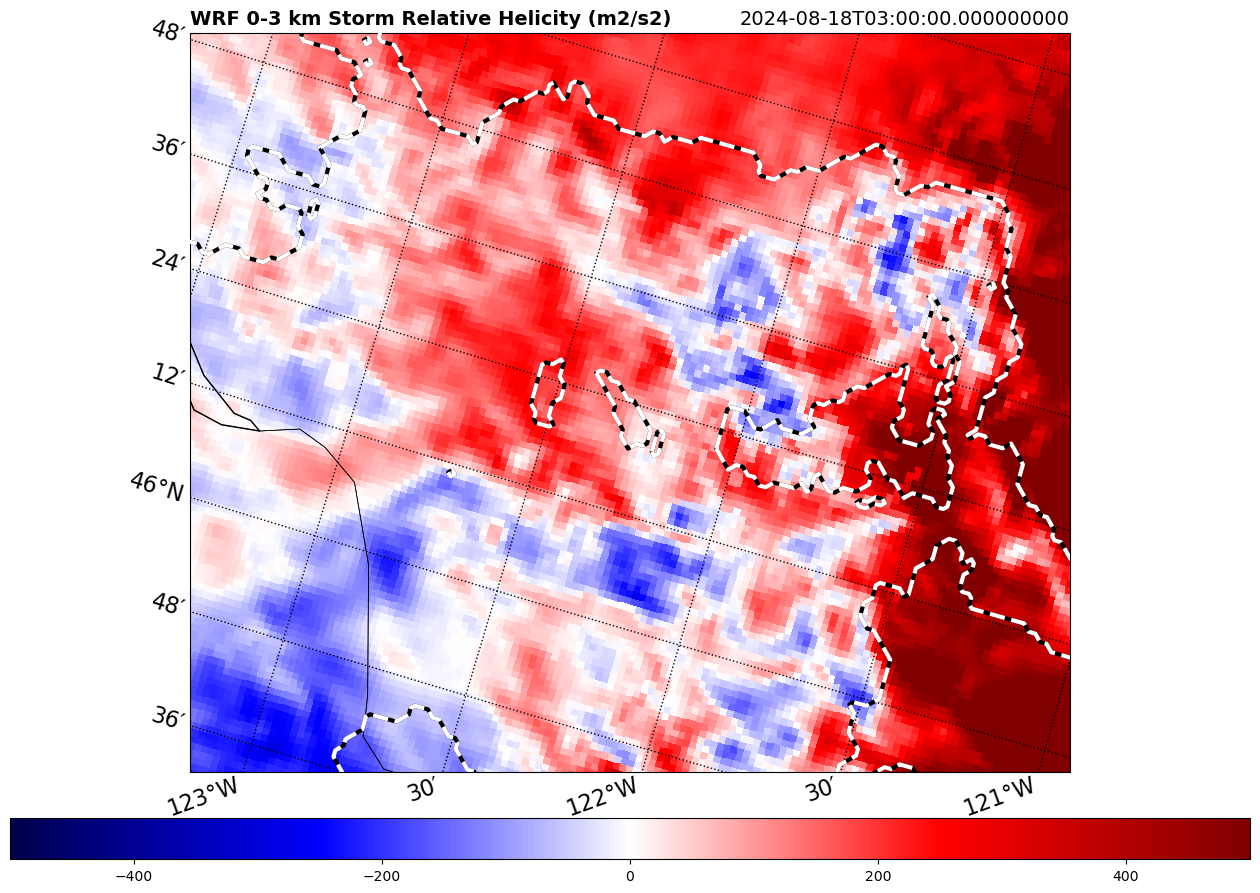 WRF 0-3 km Storm Relative Helicity (m2/s2) 2024-08-18T03:00:00.000000000
48′
36′
24′
12′
46°N
48′
36′
123°W 30′ 122°W 30′ 121°W
−400 −200 0 200 400